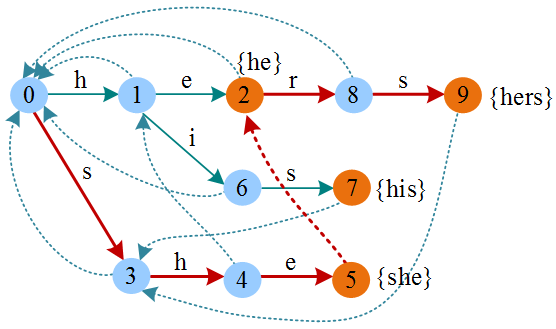 {he}
0 h 1 e 2 r 8 s 9 {hers}
i
s 6 s 7 {his}
3 h 4 e 5 {she}